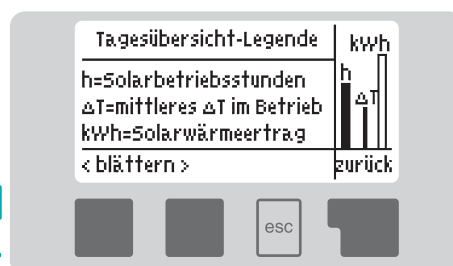 Tagesübersicht-Legende
kWh
h
ΔT
h=Solarbetriebsstunden
ΔT=mittleres ΔT im Betrieb
kWh=Solarwärmeertrag
< blättern >
zurück
esc